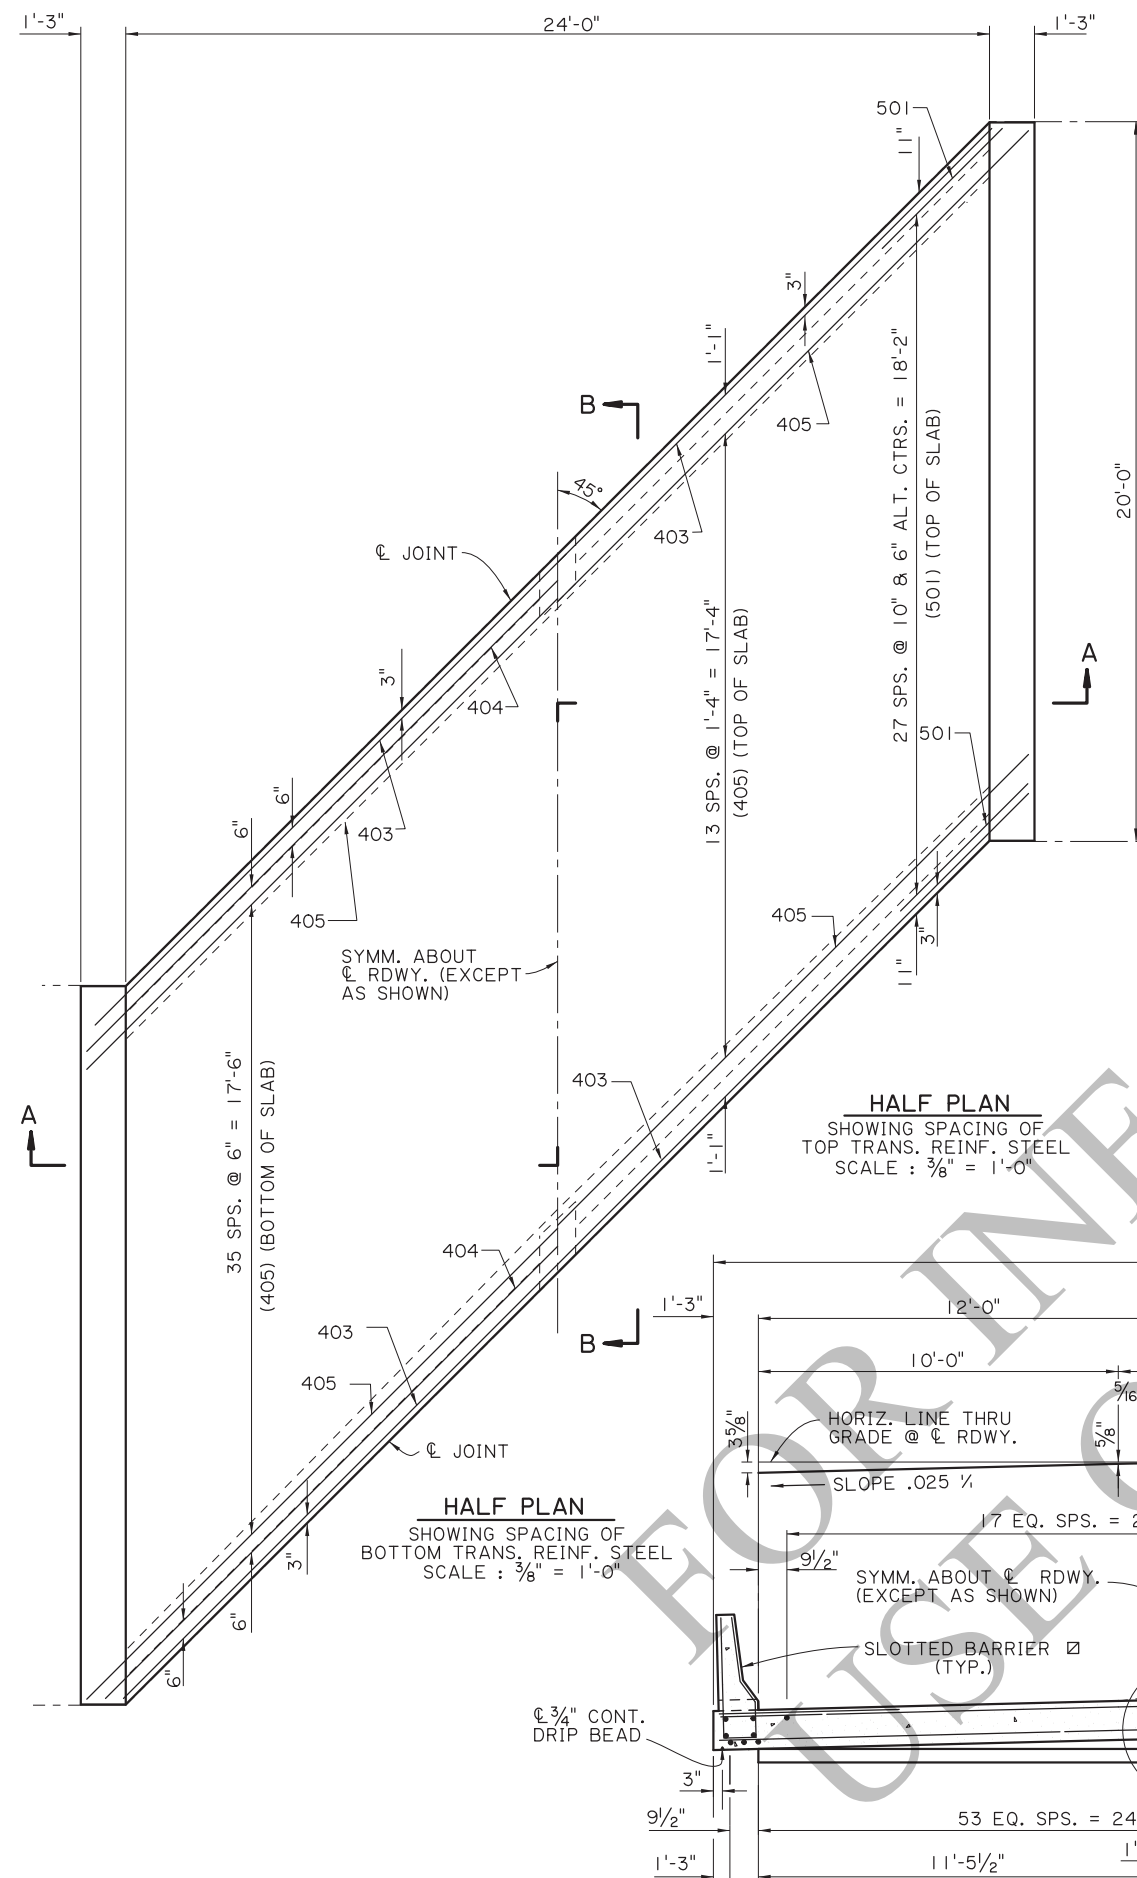 1'-3"
24'-0"
1'-3"
501
11"
3"
1'-1"
405
B
45°
403
℄ JOINT
404
3"
403
6"
6"
405
SYMM. ABOUT
℄ RDWY. (EXCEPT
AS SHOWN)
13 SPS. @ 1'-4" = 17'-4"
(405) (TOP OF SLAB)
27 SPS. @ 10" & 6" ALT. CTRS. = 18'-2"
(501) (TOP OF SLAB)
20'-0"
A
501
405
3"
11"
35 SPS. @ 6" = 17'-6"
(405) (BOTTOM OF SLAB)
A
403
1'-1"
HALF PLAN
SHOWING SPACING OF
TOP TRANS. REINF. STEEL
SCALE : 3/8" = 1'-0"
404
403
405
B
℄ JOINT
3"
6"
6"
HALF PLAN
SHOWING SPACING OF
BOTTOM TRANS. REINF. STEEL
SCALE : 3/8" = 1'-0"
1'-3"
12'-0"
10'-0"
5/16
3 5/8"
HORIZ. LINE THRU
GRADE @ ℄ RDWY.
5/8"
SLOPE .025 '/'
17 EQ. SPS. = 2
9 1/2"
SYMM. ABOUT ℄ RDWY.
(EXCEPT AS SHOWN)
SLOTTED BARRIER
(TYP.)
℄ 3/4" CONT.
DRIP BEAD
3"
9 1/2"
53 EQ. SPS. = 24
1'-3"
11'-5 1/2"
1'
FOR INF
USE O